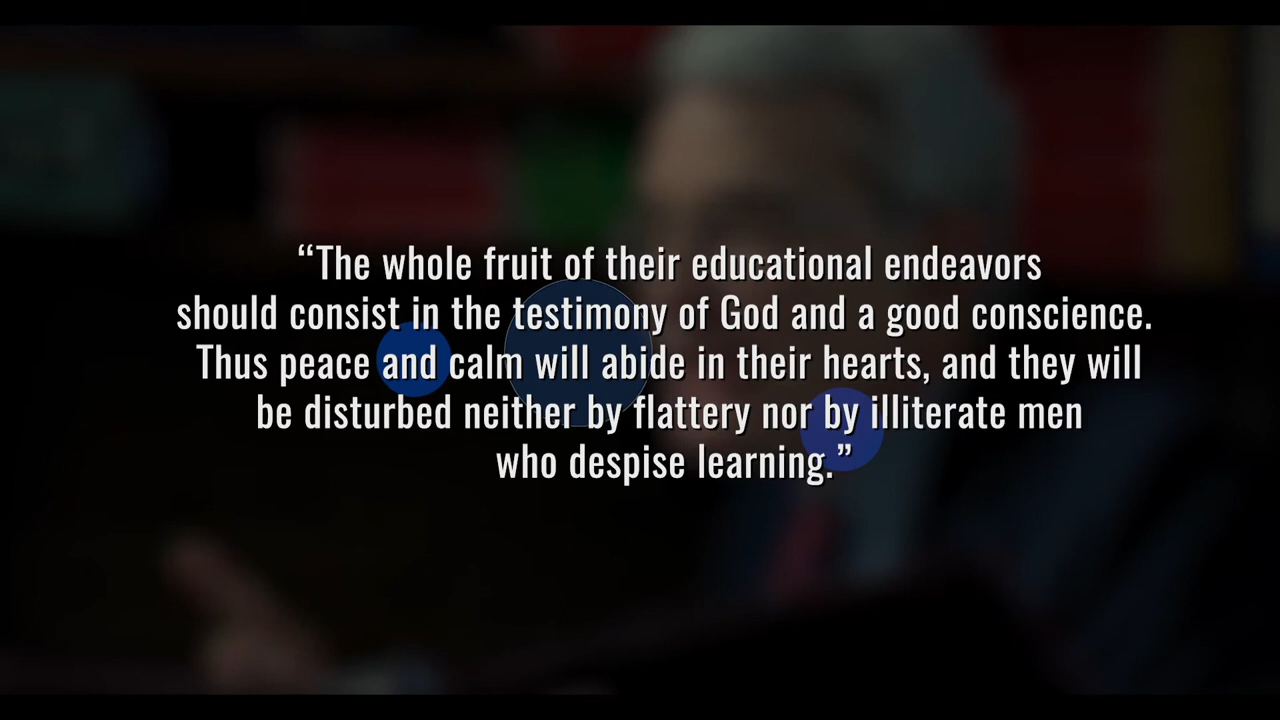 “The whole fruit of their educational endeavors
should consist in the testimony of God and a good conscience.
Thus peace and calm will abide in their hearts, and they will
be disturbed neither by flattery nor by illiterate men
who despise learning.”